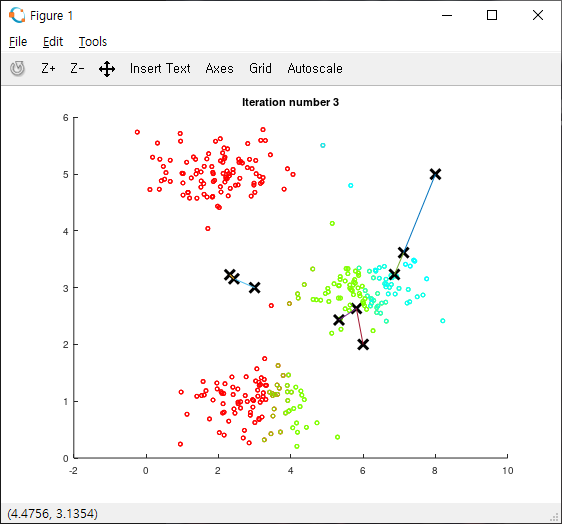 Figure 1
File Edit Tools
Z+ Z- Insert Text Axes Grid Autoscale
Iteration number 3
6
5
4
3
2
1
0
-2 0 2 4 6 8 10
(4.4756, 3.1354)